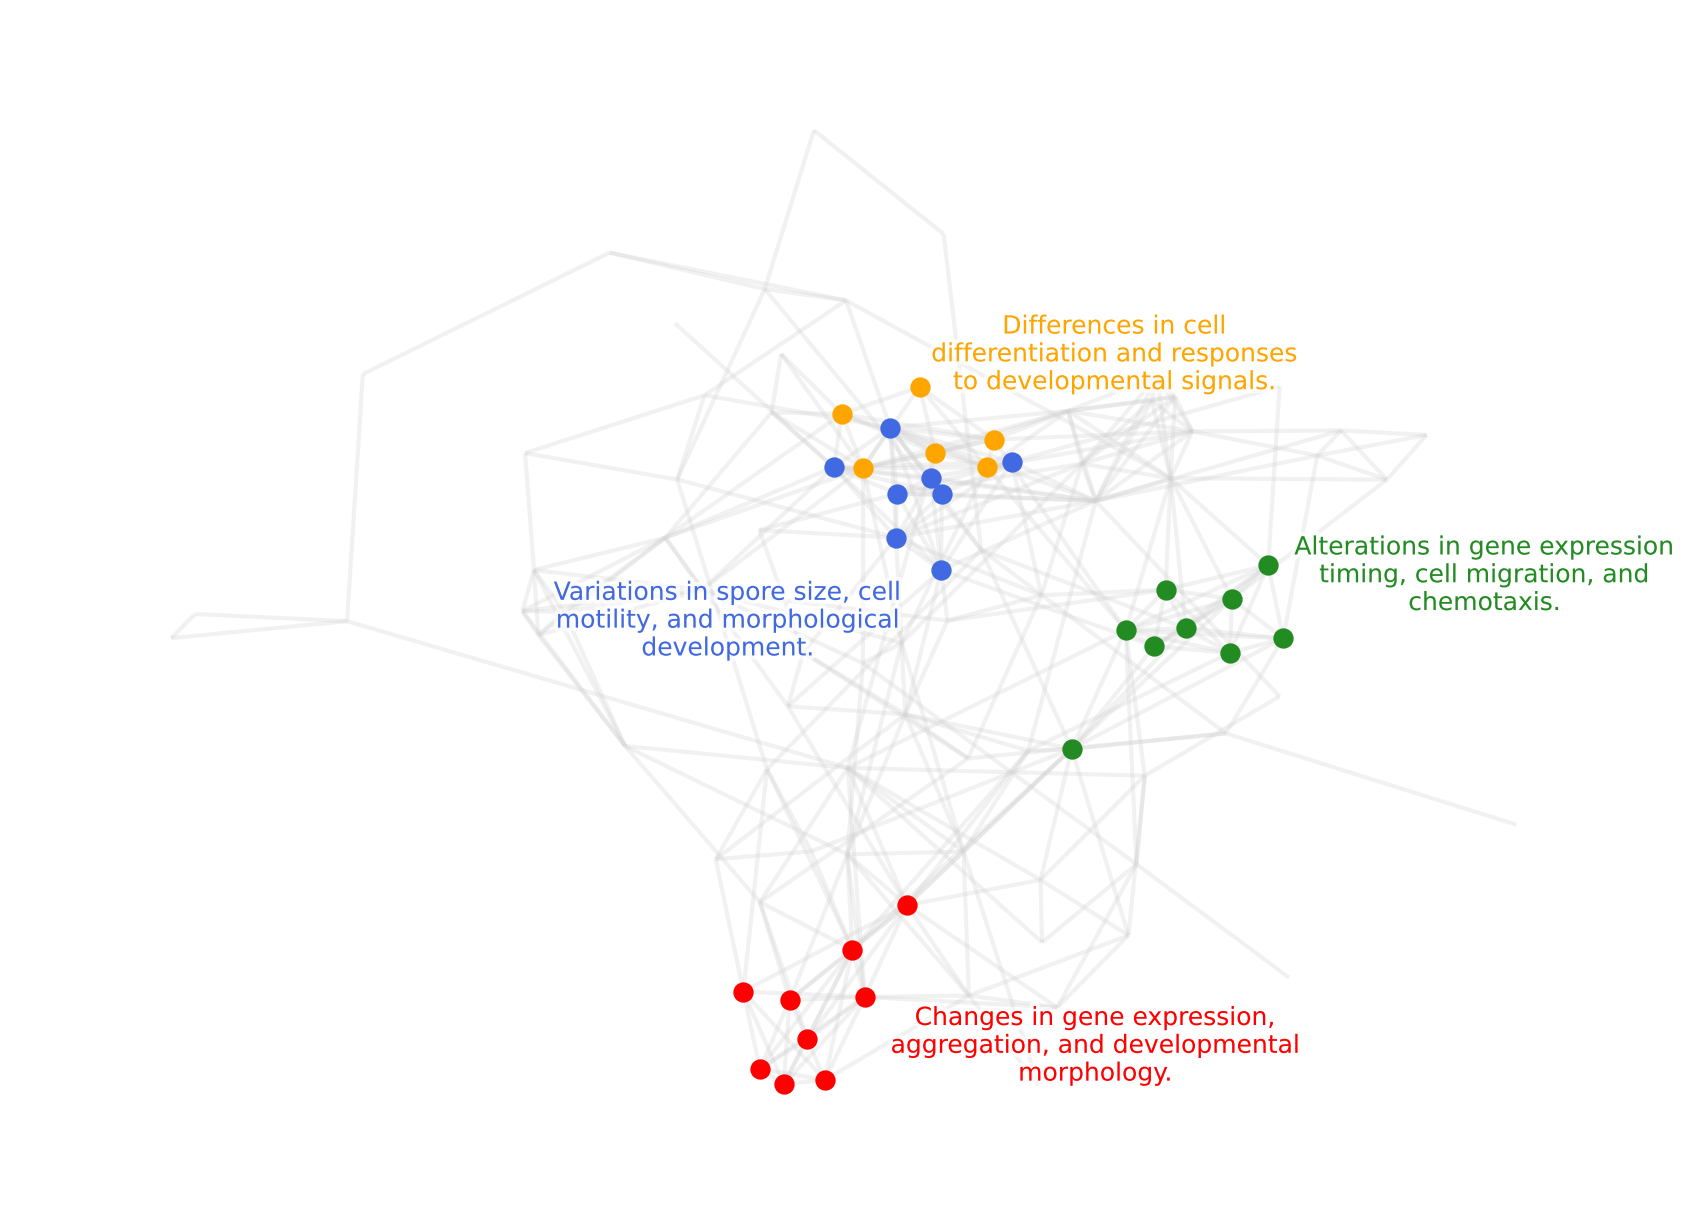 Differences in cell
differentiation and responses
to developmental signals.
Alterations in gene expression
timing, cell migration, and
chemotaxis.
Variations in spore size, cell
motility, and morphological
development.
Changes in gene expression,
aggregation, and developmental
morphology.